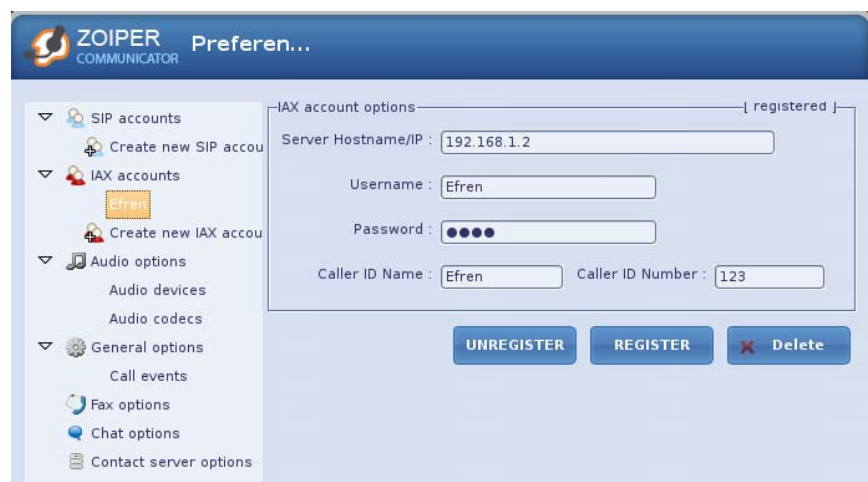 ZOIPER
COMMUNICATOR
Preferen...
SIP accounts
Create new SIP accou
IAX accounts
Efren
Create new IAX accou
Audio options
Audio devices
Audio codecs
General options
Call events
Fax options
Chat options
Contact server options
IAX account options [ registered ]
Server Hostname/IP : 192.168.1.2
Username : Efren
Password : ●●●●
Caller ID Name : Efren Caller ID Number : 123
UNREGISTER REGISTER Delete